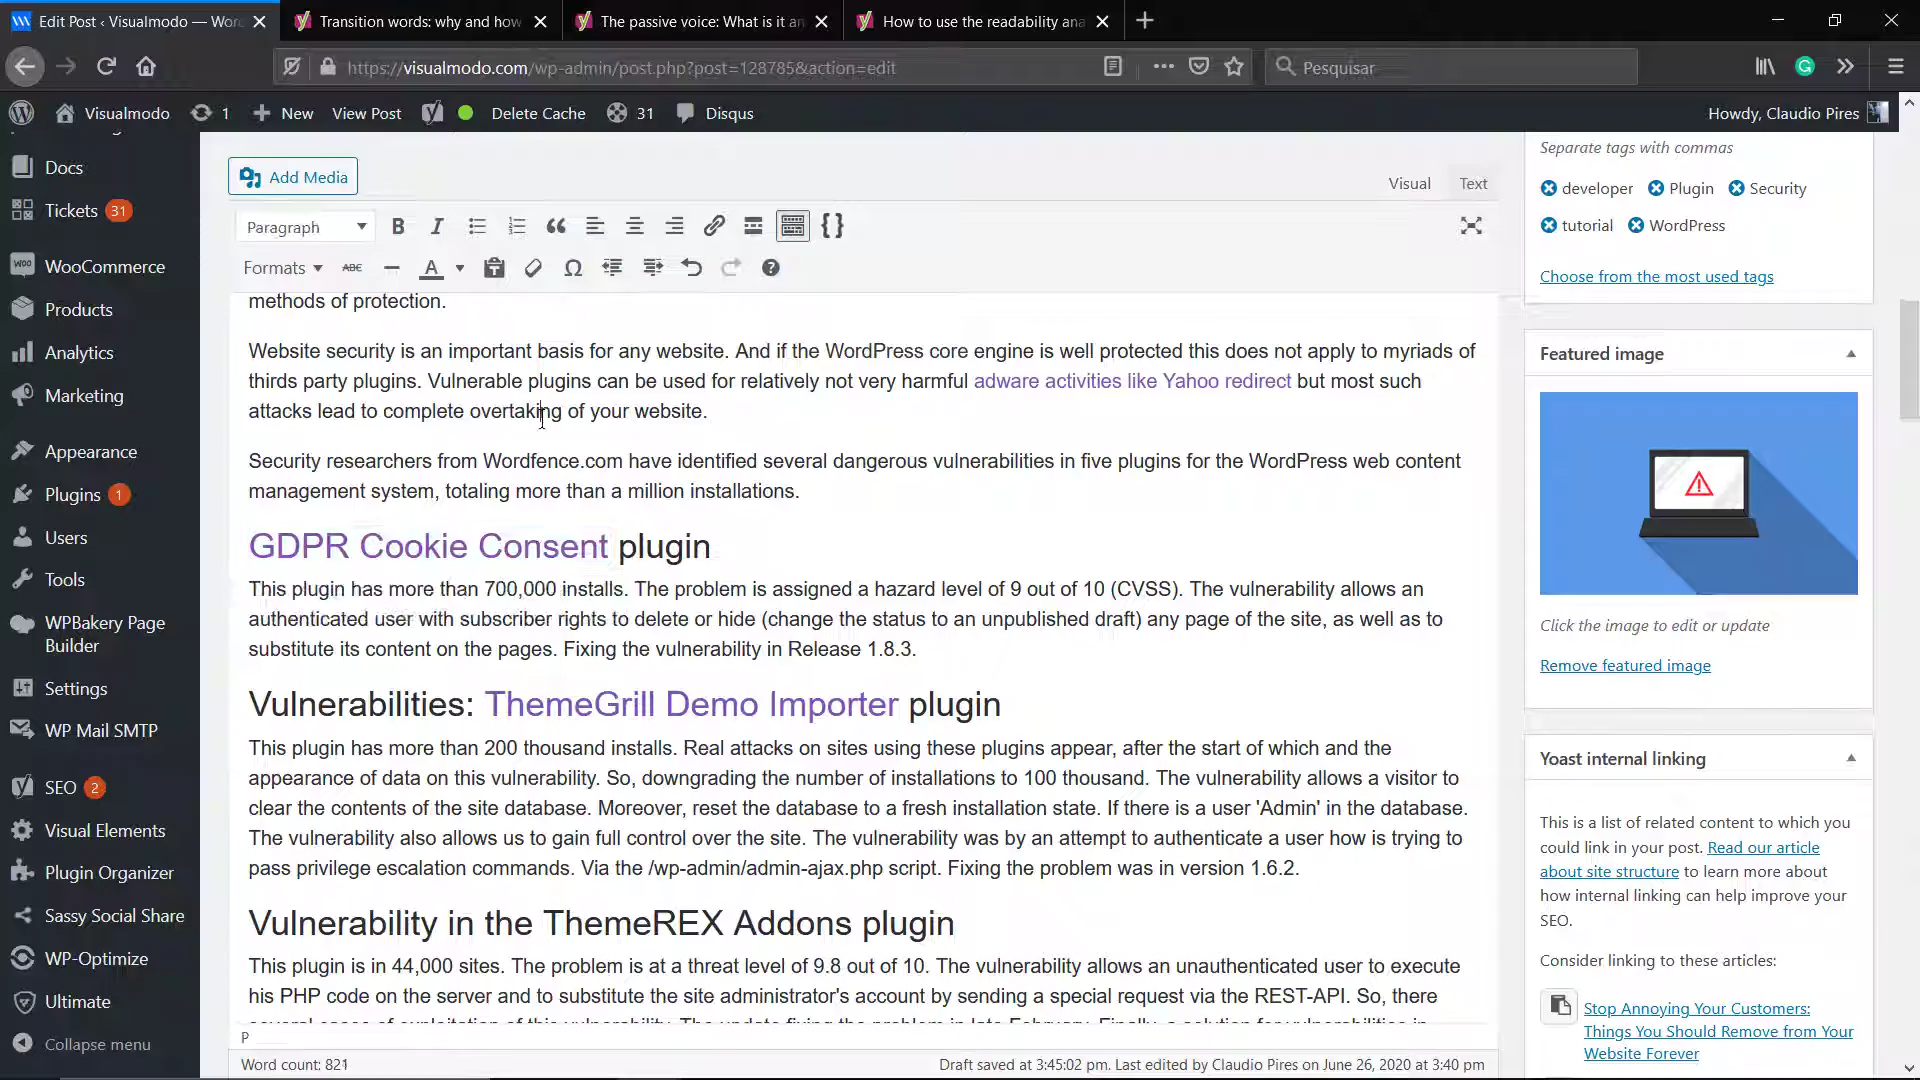 Edit Post ‹ Visualmodo — Wor
Transition words: why and how
The passive voice: What is it an
How to use the readability ana
https://visualmodo.com/wp-admin/post.php?post=128785&action=edit
Pesquisar
Visualmodo
1
New
View Post
Delete Cache
31
Disqus
Howdy, Claudio Pires
Docs
Tickets 31
WooCommerce
Products
Analytics
Marketing
Appearance
Plugins 1
Users
Tools
WPBakery Page
Builder
Settings
WP Mail SMTP
SEO 2
Visual Elements
Plugin Organizer
Sassy Social Share
WP-Optimize
Ultimate
Collapse menu
Add Media
Visual
Text
Paragraph
B
I
Formats
ABC
A
methods of protection.
Website security is an important basis for any website. And if the WordPress core engine is well protected this does not apply to myriads of
thirds party plugins. Vulnerable plugins can be used for relatively not very harmful adware activities like Yahoo redirect but most such
attacks lead to complete overtaking of your website.
Security researchers from Wordfence.com have identified several dangerous vulnerabilities in five plugins for the WordPress web content
management system, totaling more than a million installations.
GDPR Cookie Consent plugin
This plugin has more than 700,000 installs. The problem is assigned a hazard level of 9 out of 10 (CVSS). The vulnerability allows an
authenticated user with subscriber rights to delete or hide (change the status to an unpublished draft) any page of the site, as well as to
substitute its content on the pages. Fixing the vulnerability in Release 1.8.3.
Vulnerabilities: ThemeGrill Demo Importer plugin
This plugin has more than 200 thousand installs. Real attacks on sites using these plugins appear, after the start of which and the
appearance of data on this vulnerability. So, downgrading the number of installations to 100 thousand. The vulnerability allows a visitor to
clear the contents of the site database. Moreover, reset the database to a fresh installation state. If there is a user 'Admin' in the database.
The vulnerability also allows us to gain full control over the site. The vulnerability was by an attempt to authenticate a user how is trying to
pass privilege escalation commands. Via the /wp-admin/admin-ajax.php script. Fixing the problem was in version 1.6.2.
Vulnerability in the ThemeREX Addons plugin
This plugin is in 44,000 sites. The problem is at a threat level of 9.8 out of 10. The vulnerability allows an unauthenticated user to execute
his PHP code on the server and to substitute the site administrator's account by sending a special request via the REST-API. So, there
several cases of exploitation of this vulnerability. The update fixing the problem in late February. Finally, a solution for vulnerabilities in
P
Word count: 821
Draft saved at 3:45:02 pm. Last edited by Claudio Pires on June 26, 2020 at 3:40 pm
Separate tags with commas
developer
Plugin
Security
tutorial
WordPress
Choose from the most used tags
Featured image
Click the image to edit or update
Remove featured image
Yoast internal linking
This is a list of related content to which you
could link in your post. Read our article
about site structure to learn more about
how internal linking can help improve your
SEO.
Consider linking to these articles:
Stop Annoying Your Customers:
Things You Should Remove from Your
Website Forever